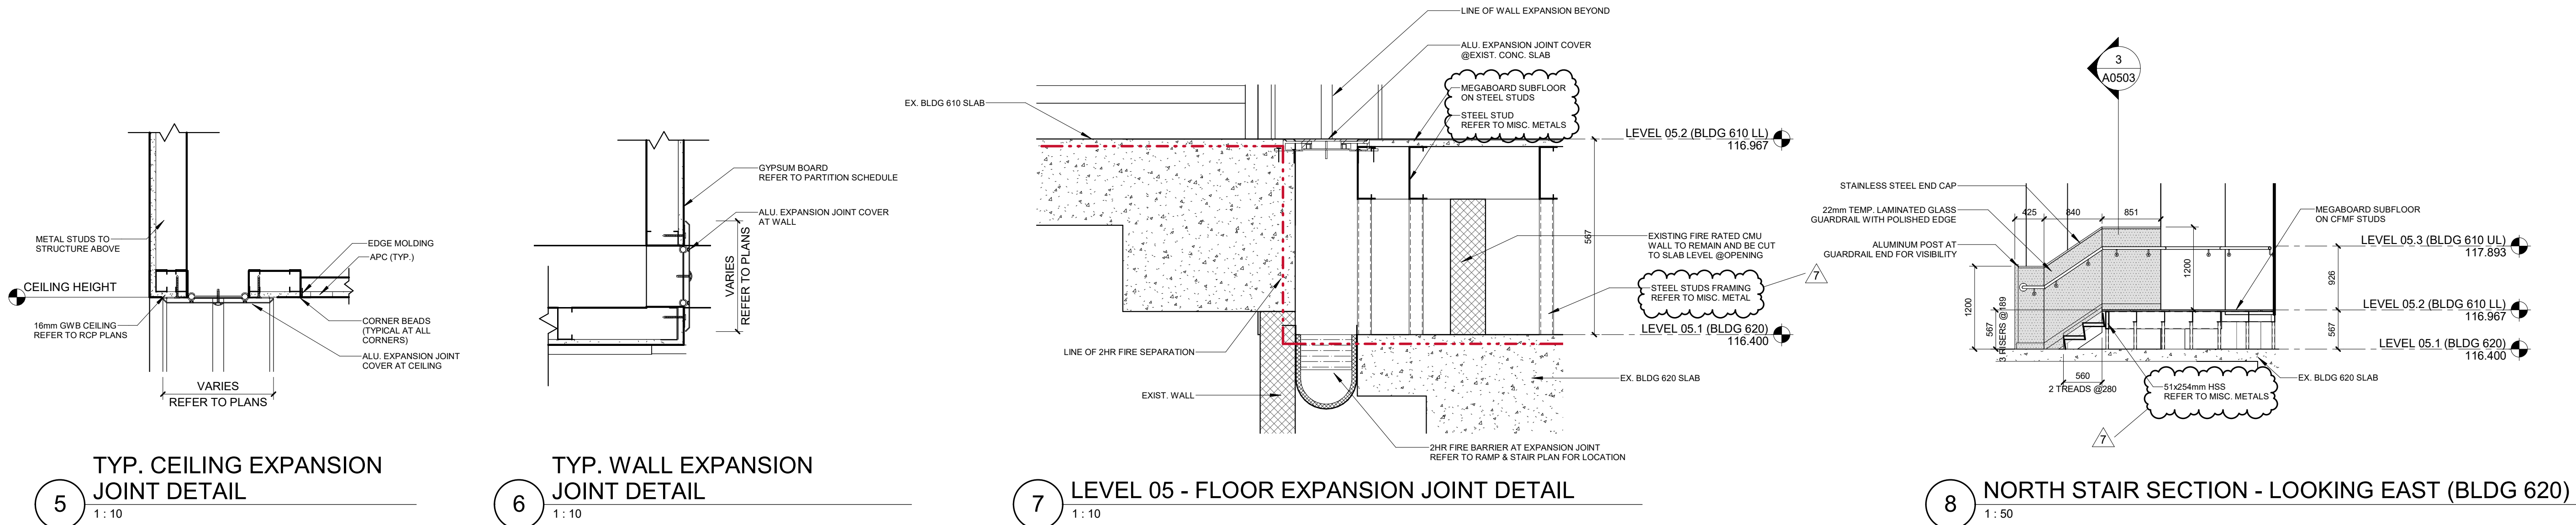 METAL STUDS TO
STRUCTURE ABOVE
EDGE MOLDING
APC (TYP.)
CEILING HEIGHT
16mm GWB CEILING
REFER TO RCP PLANS
CORNER BEADS
(TYPICAL AT ALL
CORNERS)
ALU. EXPANSION JOINT
COVER AT CEILING
VARIES
REFER TO PLANS
5
TYP. CEILING EXPANSION
JOINT DETAIL
1 : 10
GYPSUM BOARD
REFER TO PARTITION SCHEDULE
ALU. EXPANSION JOINT COVER
AT WALL
VARIES
REFER TO PLANS
6
TYP. WALL EXPANSION
JOINT DETAIL
1 : 10
LINE OF WALL EXPANSION BEYOND
ALU. EXPANSION JOINT COVER
@EXIST. CONC. SLAB
MEGABOARD SUBFLOOR
ON STEEL STUDS
STEEL STUD
REFER TO MISC. METALS
EX. BLDG 610 SLAB
LEVEL 05.2 (BLDG 610 LL)
116.967
567
EXISTING FIRE RATED CMU
WALL TO REMAIN AND BE CUT
TO SLAB LEVEL @OPENING
7
STEEL STUDS FRAMING
REFER TO MISC. METAL
LEVEL 05.1 (BLDG 620)
116.400
LINE OF 2HR FIRE SEPARATION
EX. BLDG 620 SLAB
EXIST. WALL
2HR FIRE BARRIER AT EXPANSION JOINT
REFER TO RAMP & STAIR PLAN FOR LOCATION
7
LEVEL 05 - FLOOR EXPANSION JOINT DETAIL
1 : 10
3
A0503
STAINLESS STEEL END CAP
22mm TEMP. LAMINATED GLASS
GUARDRAIL WITH POLISHED EDGE
ALUMINUM POST AT
GUARDRAIL END FOR VISIBILITY
425
840
851
MEGABOARD SUBFLOOR
ON CFMF STUDS
LEVEL 05.3 (BLDG 610 UL)
117.893
1200
926
LEVEL 05.2 (BLDG 610 LL)
116.967
1200
567
3 RISERS @189
567
LEVEL 05.1 (BLDG 620)
116.400
560
2 TREADS @280
51x254mm HSS
REFER TO MISC. METALS
EX. BLDG 620 SLAB
7
8
NORTH STAIR SECTION - LOOKING EAST (BLDG 620)
1 : 50